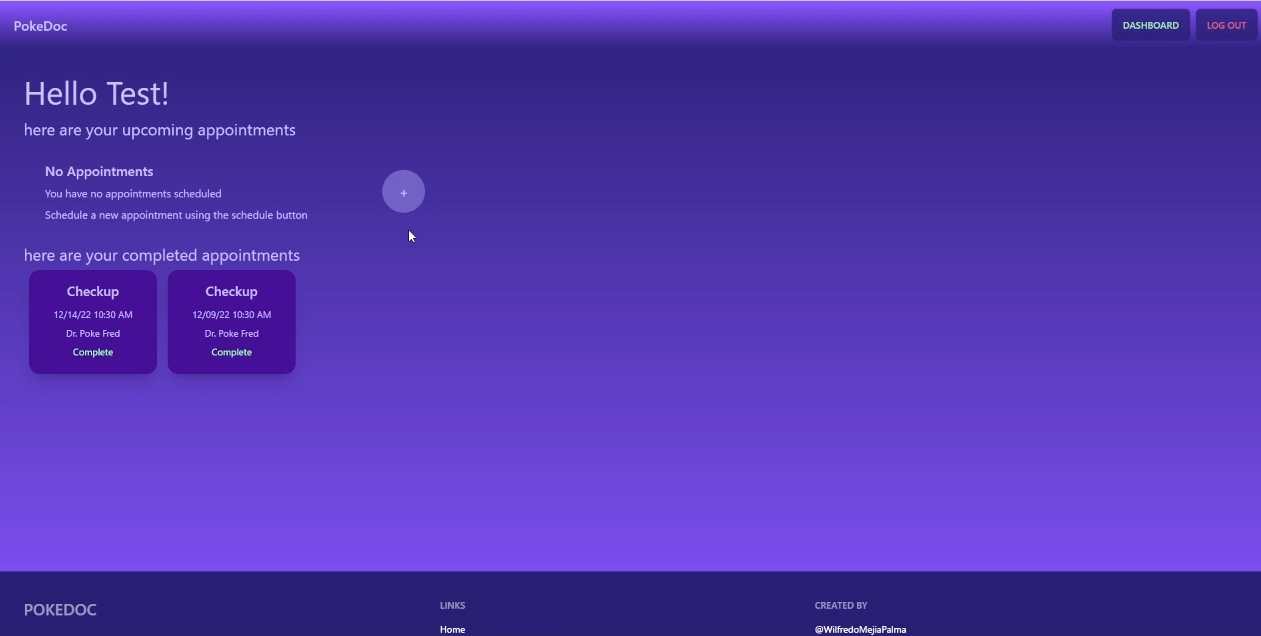 PokeDoc
DASHBOARD
LOG OUT
Hello Test!
here are your upcoming appointments
No Appointments
You have no appointments scheduled
Schedule a new appointment using the schedule button
+
here are your completed appointments
Checkup
12/14/22 10:30 AM
Dr. Poke Fred
Complete
Checkup
12/09/22 10:30 AM
Dr. Poke Fred
Complete
POKEDOC
LINKS
Home
CREATED BY
@WilfredoMejiaPalma